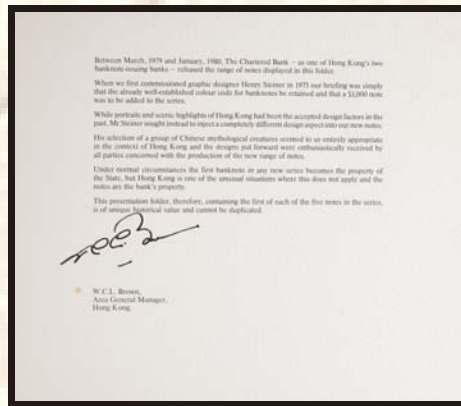 Between March, 1979 and January, 1980, The Chartered Bank – as one of Hong Kong's two
banknote-issuing banks – released the range of notes displayed in this folder.
When we first commissioned graphic designer Henry Steiner in 1975 our briefing was simply
that the already well-established colour code for banknotes be retained and that a $1,000 note
was to be added to the series.
While portraits and scenic highlights of Hong Kong had been the accepted design factors in the
past, Mr Steiner sought instead to inject a completely different design aspect into our new notes.
His selection of a group of Chinese mythological creatures seemed to us entirely appropriate
in the context of Hong Kong and the designs put forward were enthusiastically received by
all parties concerned with the production of the new range of notes.
Under normal circumstances the first banknote in any new series becomes the property of
the State, but Hong Kong is one of the unusual situations where this does not apply and the
notes are the bank's property.
This presentation folder, therefore, containing the first of each of the five notes in the series,
is of unique historical value and cannot be duplicated.
W.C.L. Brown,
Area General Manager,
Hong Kong.